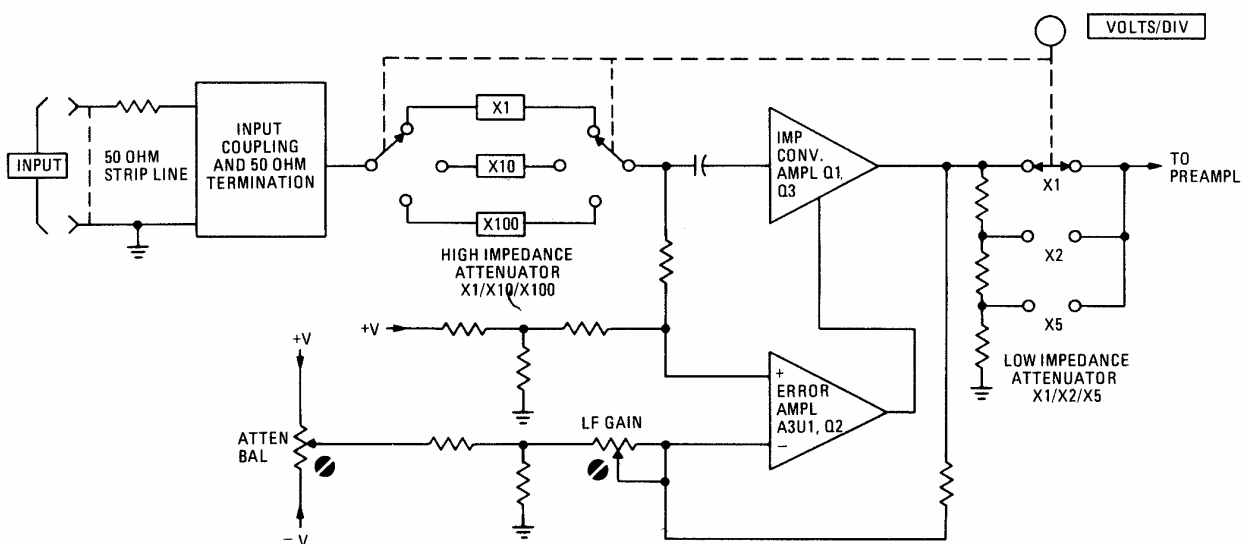 VOLTS/DIV
INPUT
50 OHM
STRIP LINE
INPUT
COUPLING
AND 50 OHM
TERMINATION
X1
X10
X100
HIGH IMPEDANCE
ATTENUATOR
X1/X10/X100
IMP
CONV.
AMPL Q1,
Q3
X1
X2
X5
TO
PREAMPL
LOW IMPEDANCE
ATTENUATOR
X1/X2/X5
+V
+V
ATTEN
BAL
-V
LF GAIN
+
ERROR
AMPL
A3U1, Q2
−